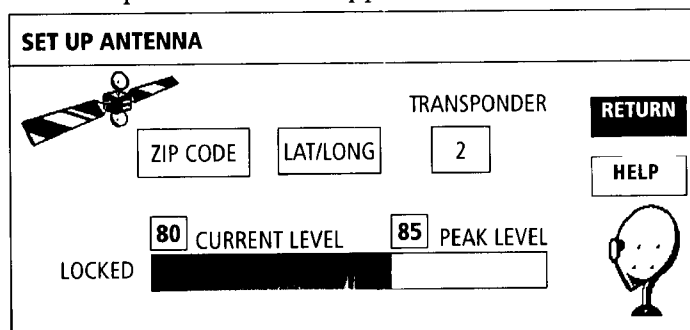 SET UP ANTENNA
TRANSPONDER
RETURN
ZIP CODE LAT/LONG 2
HELP
80 CURRENT LEVEL 85 PEAK LEVEL
LOCKED